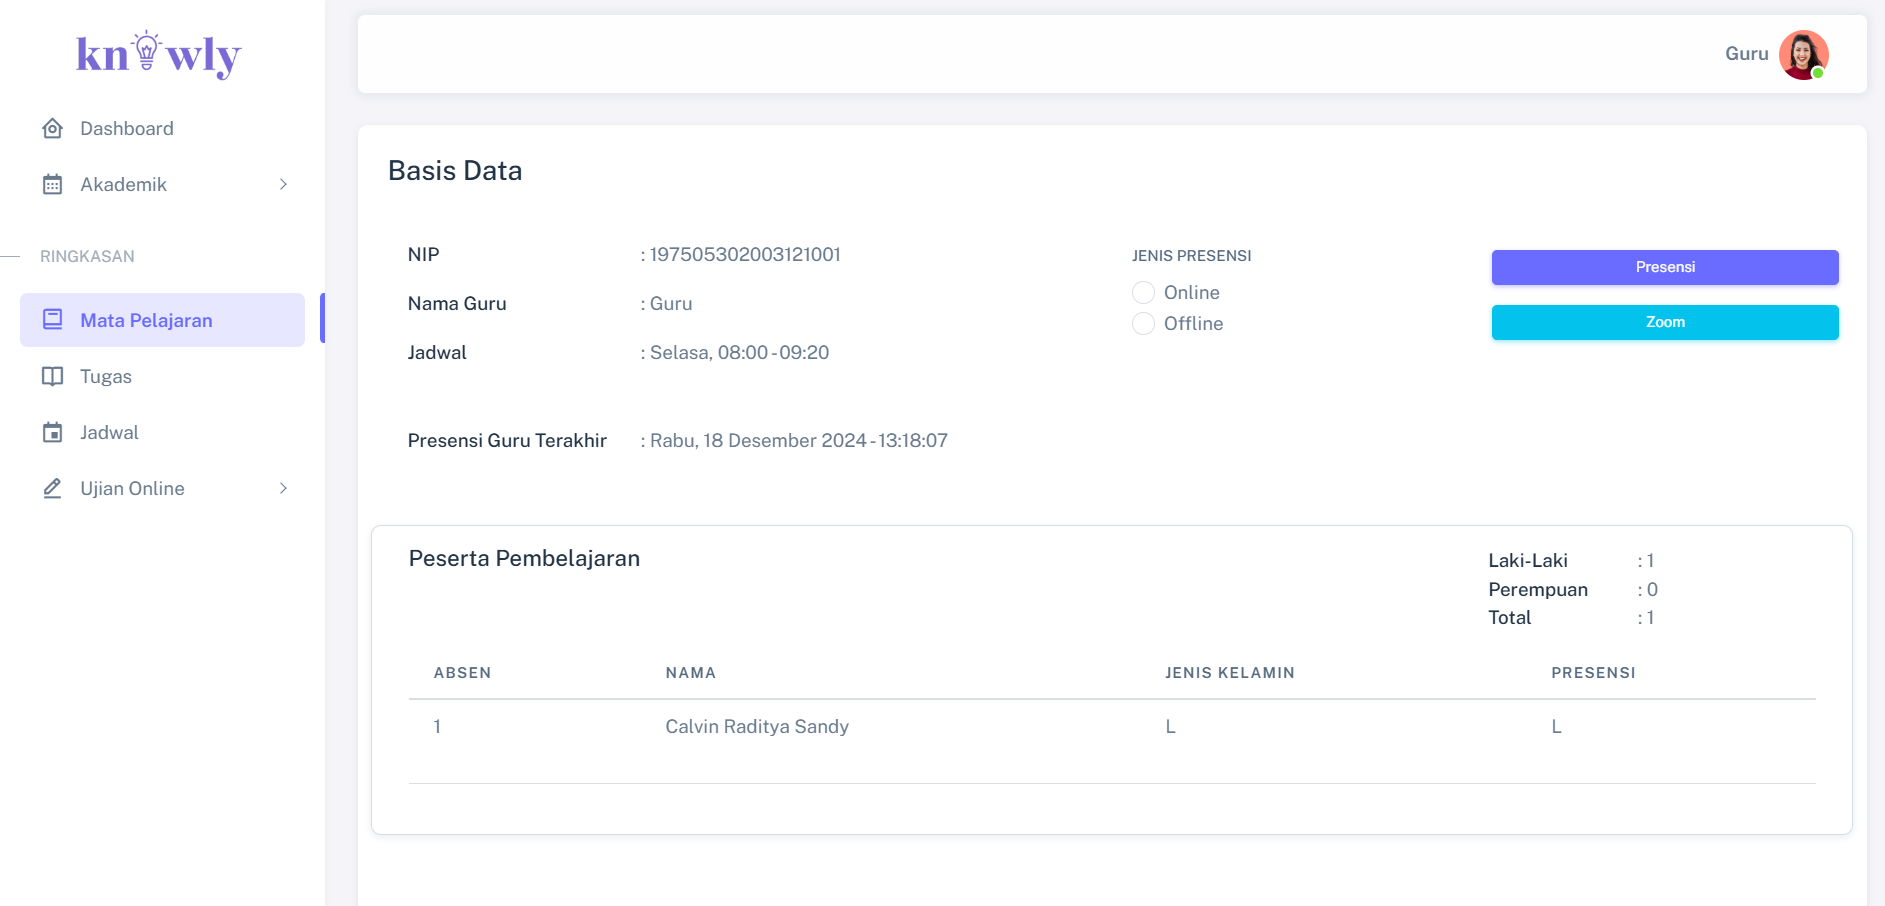 knowly
Guru
Dashboard
Akademik
RINGKASAN
Mata Pelajaran
Tugas
Jadwal
Ujian Online
Basis Data
NIP : 197505302003121001
Nama Guru : Guru
Jadwal : Selasa, 08:00 - 09:20
Presensi Guru Terakhir : Rabu, 18 Desember 2024 - 13:18:07
JENIS PRESENSI
Online
Offline
Presensi
Zoom
Peserta Pembelajaran
Laki-Laki : 1
Perempuan : 0
Total : 1
ABSEN NAMA JENIS KELAMIN PRESENSI
1 Calvin Raditya Sandy L L